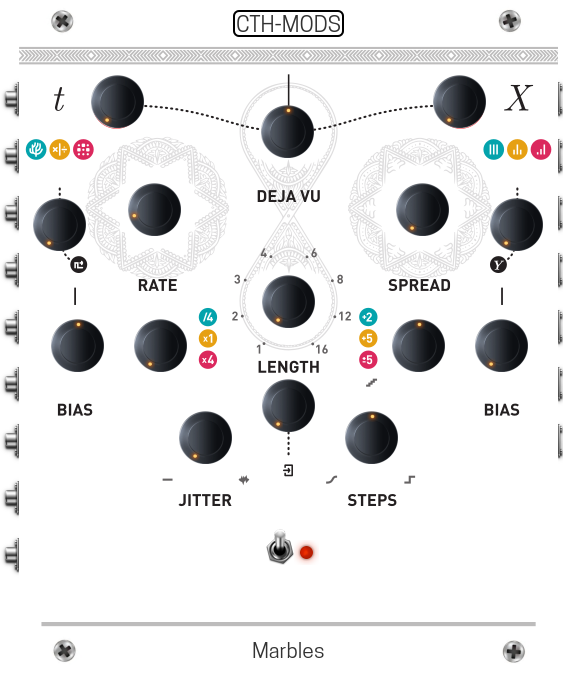 CTH-MODS
t
X
DEJA VU
RATE
SPREAD
Y
4 6
3 8
2 12
1 16
/4
x1
x4
+2
+5
±5
LENGTH
BIAS
BIAS
JITTER
STEPS
Marbles